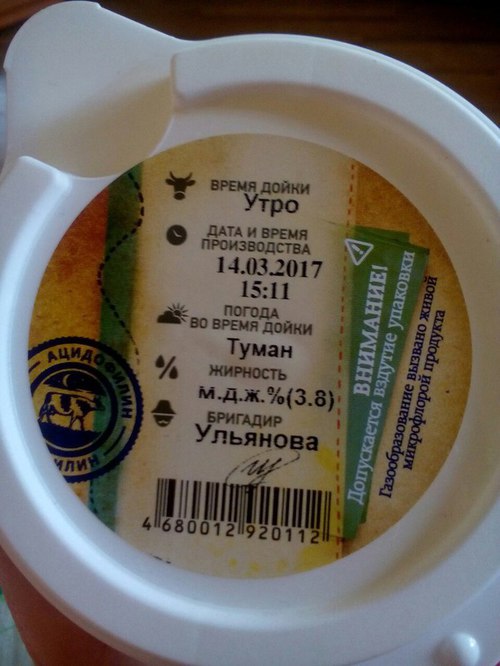 ВРЕМЯ ДОЙКИ
Утро
ДАТА И ВРЕМЯ
ПРОИЗВОДСТВА
14.03.2017
15:11
ПОГОДА
ВО ВРЕМЯ ДОЙКИ
Туман
ЖИРНОСТЬ
м.д.ж.%(3.8)
БРИГАДИР
Ульянова
4 680012 920112
АЦИДОФИЛИН
ФИЛИН
ВНИМАНИЕ!
Допускается вздутие упаковки
Газообразование вызвано живой
микрофлорой продукта